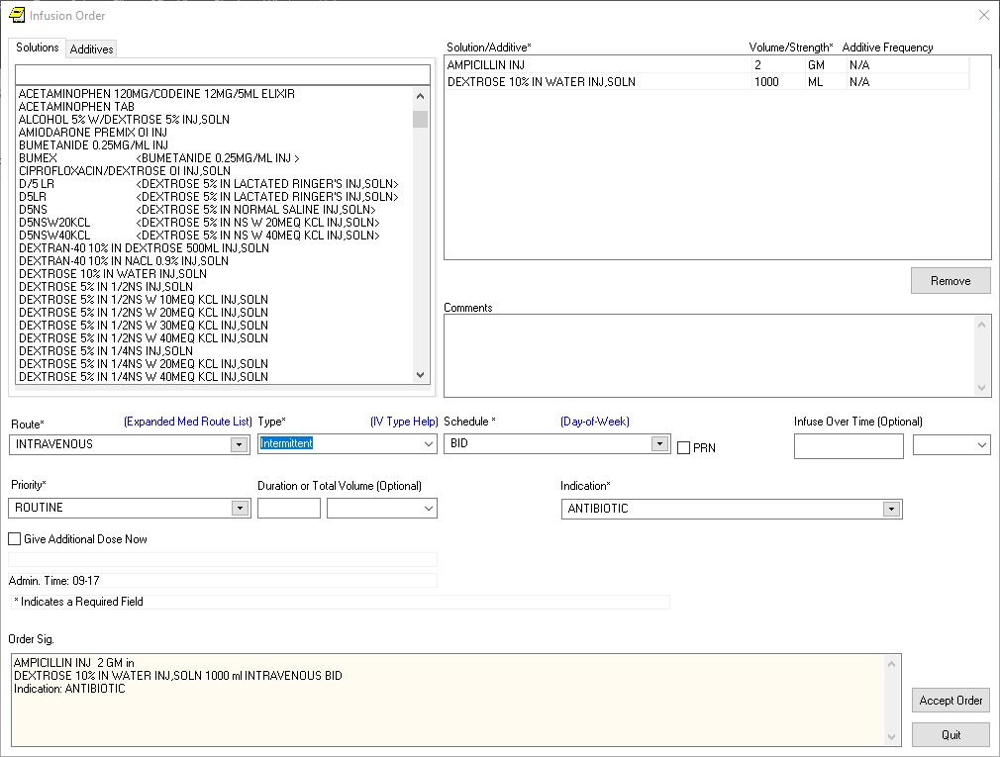 Infusion Order
Solutions
Additives
ACETAMINOPHEN 120MG/CODEINE 12MG/5ML ELIXIR
ACETAMINOPHEN TAB
ALCOHOL 5% W/DEXTROSE 5% INJ,SOLN
AMIODARONE PREMIX OI INJ
BUMETANIDE 0.25MG/ML INJ
BUMEX <BUMETANIDE 0.25MG/ML INJ >
CIPROFLOXACIN/DEXTROSE OI INJ,SOLN
D/5 LR <DEXTROSE 5% IN LACTATED RINGER'S INJ,SOLN>
D5LR <DEXTROSE 5% IN LACTATED RINGER'S INJ,SOLN>
D5NS <DEXTROSE 5% IN NORMAL SALINE INJ,SOLN>
D5NSW20KCL <DEXTROSE 5% IN NS W 20MEQ KCL INJ,SOLN>
D5NSW40KCL <DEXTROSE 5% IN NS W 40MEQ KCL INJ,SOLN>
DEXTRAN-40 10% IN DEXTROSE 500ML INJ,SOLN
DEXTRAN-40 10% IN NACL 0.9% INJ,SOLN
DEXTROSE 10% IN WATER INJ,SOLN
DEXTROSE 5% IN 1/2NS INJ,SOLN
DEXTROSE 5% IN 1/2NS W 10MEQ KCL INJ,SOLN
DEXTROSE 5% IN 1/2NS W 20MEQ KCL INJ,SOLN
DEXTROSE 5% IN 1/2NS W 30MEQ KCL INJ,SOLN
DEXTROSE 5% IN 1/2NS W 40MEQ KCL INJ,SOLN
DEXTROSE 5% IN 1/4NS INJ,SOLN
DEXTROSE 5% IN 1/4NS W 20MEQ KCL INJ,SOLN
DEXTROSE 5% IN 1/4NS W 40MEQ KCL INJ,SOLN
Solution/Additive* Volume/Strength* Additive Frequency
AMPICILLIN INJ 2 GM N/A
DEXTROSE 10% IN WATER INJ,SOLN 1000 ML N/A
Remove
Comments
Route* (Expanded Med Route List) Type* (IV Type Help) Schedule * (Day-of-Week) Infuse Over Time (Optional)
INTRAVENOUS Intermittent BID PRN
Priority* Duration or Total Volume (Optional) Indication*
ROUTINE ANTIBIOTIC
Give Additional Dose Now
Admin. Time: 09-17
* Indicates a Required Field
Order Sig.
AMPICILLIN INJ  2 GM in
DEXTROSE 10% IN WATER INJ,SOLN 1000 ml INTRAVENOUS BID
Indication: ANTIBIOTIC
Accept Order
Quit